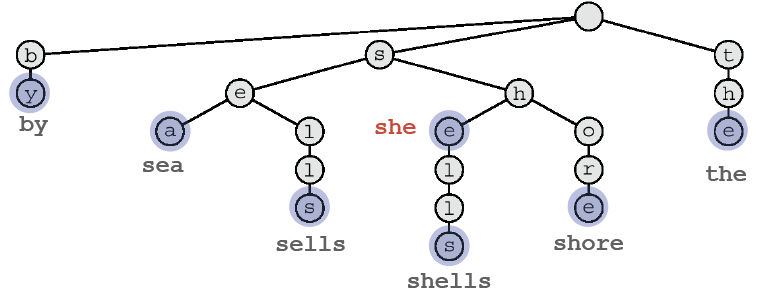 b s t
y e h h
by a l she e o e
sea l l r the
s l e
sells s shore
shells